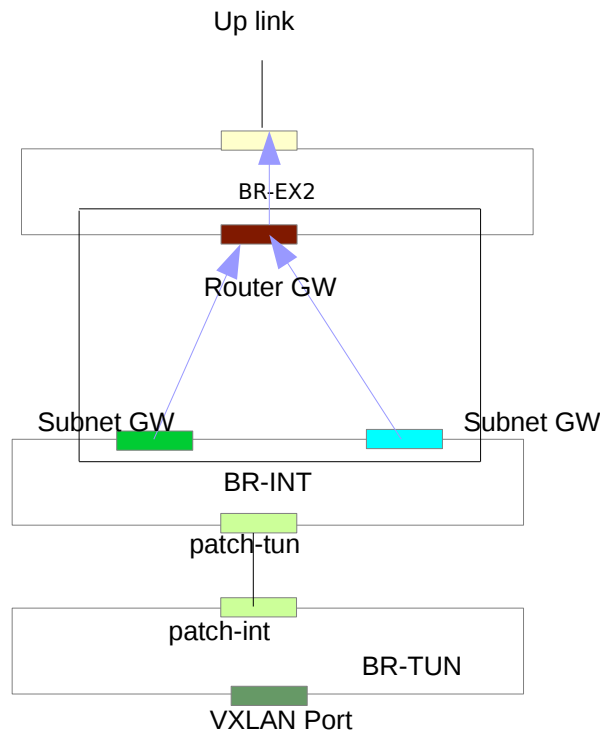 Up link
BR-EX2
Router GW
Subnet GW
Subnet GW
BR-INT
patch-tun
patch-int
BR-TUN
VXLAN Port